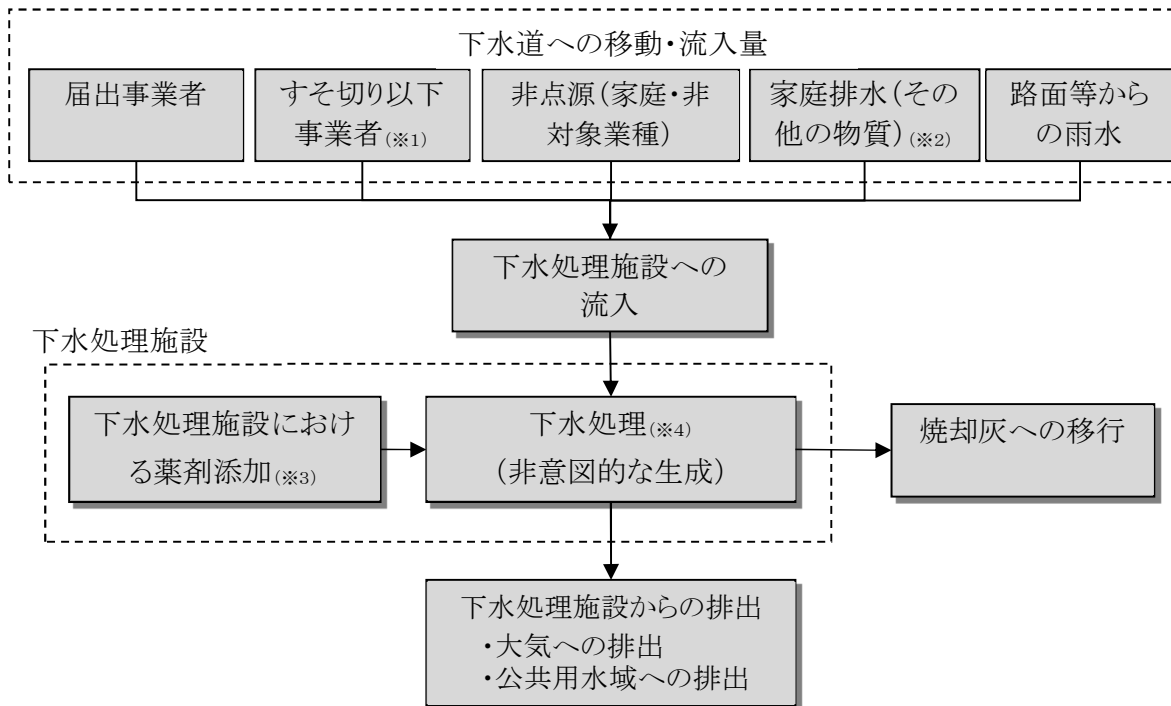 下水道への移動・流入量
届出事業者
すそ切り以下
事業者(※1)
非点源(家庭・非
対象業種)
家庭排水(その
他の物質)(※2)
路面等から
の雨水
下水処理施設への
流入
下水処理施設
下水処理施設におけ
る薬剤添加(※3)
下水処理(※4)
(非意図的な生成)
焼却灰への移行
下水処理施設からの排出
・大気への排出
・公共用水域への排出